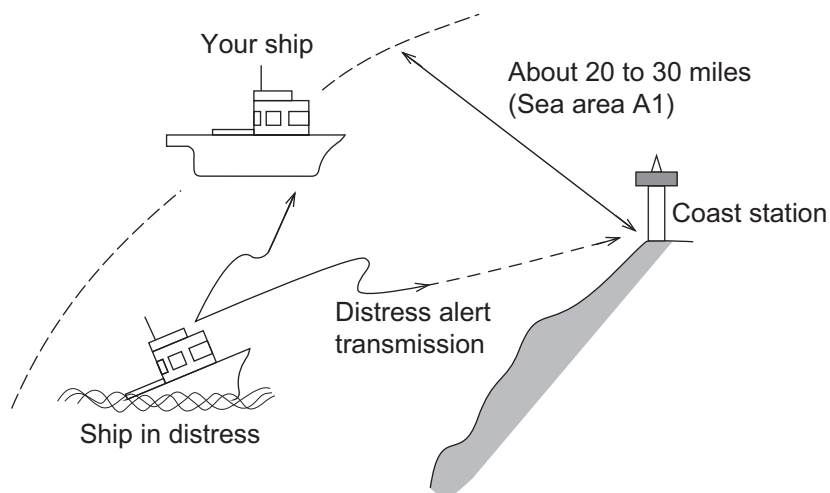 Your ship
About 20 to 30 miles
(Sea area A1)
Coast station
Distress alert
transmission
Ship in distress